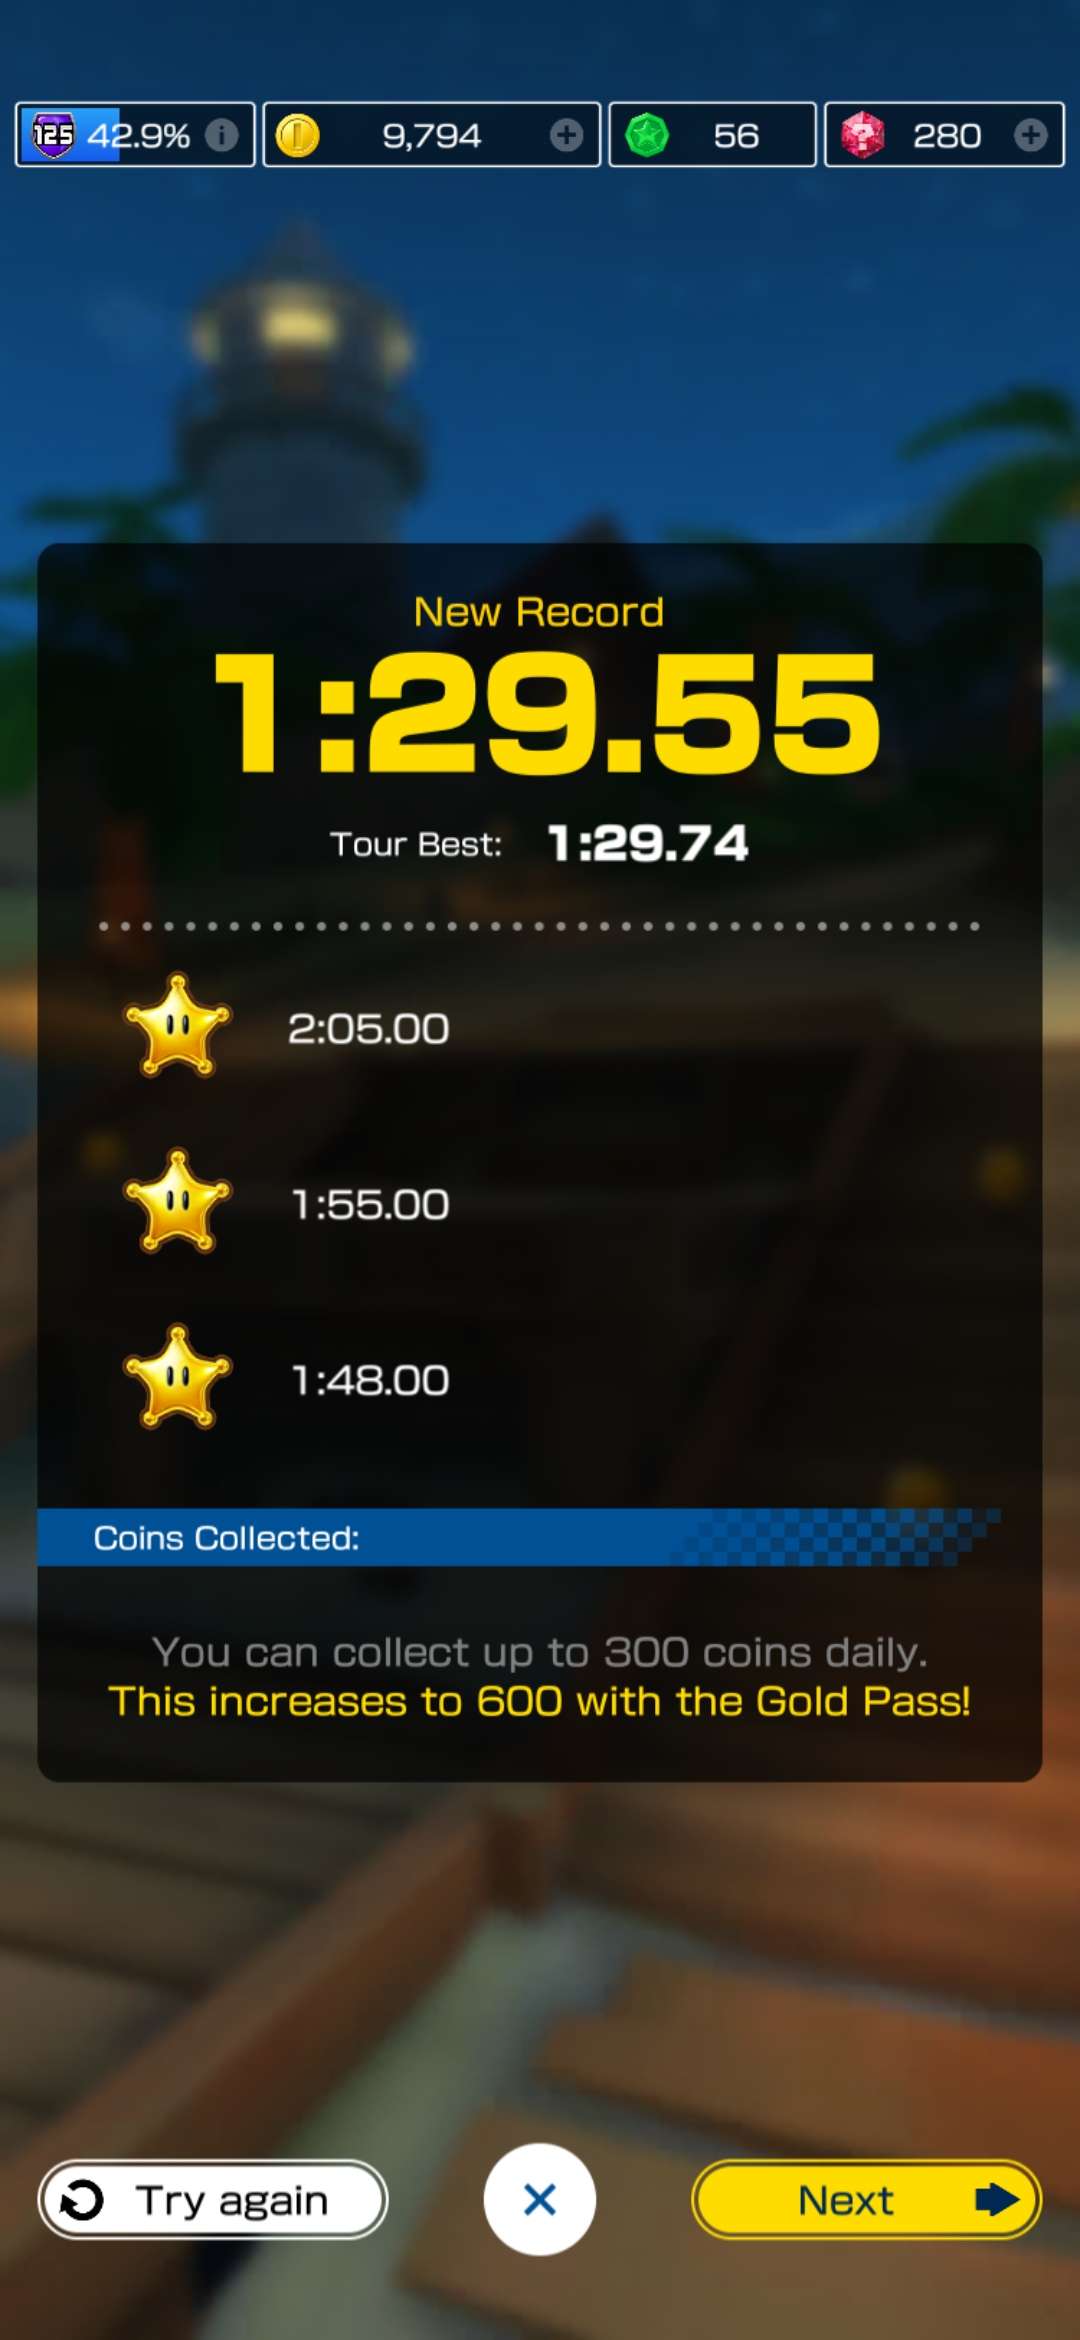 125 42.9% i 9,794 + 56 ? 280 +
New Record
1:29.55
Tour Best: 1:29.74
2:05.00
1:55.00
1:48.00
Coins Collected:
You can collect up to 300 coins daily.
This increases to 600 with the Gold Pass!
Try again × Next